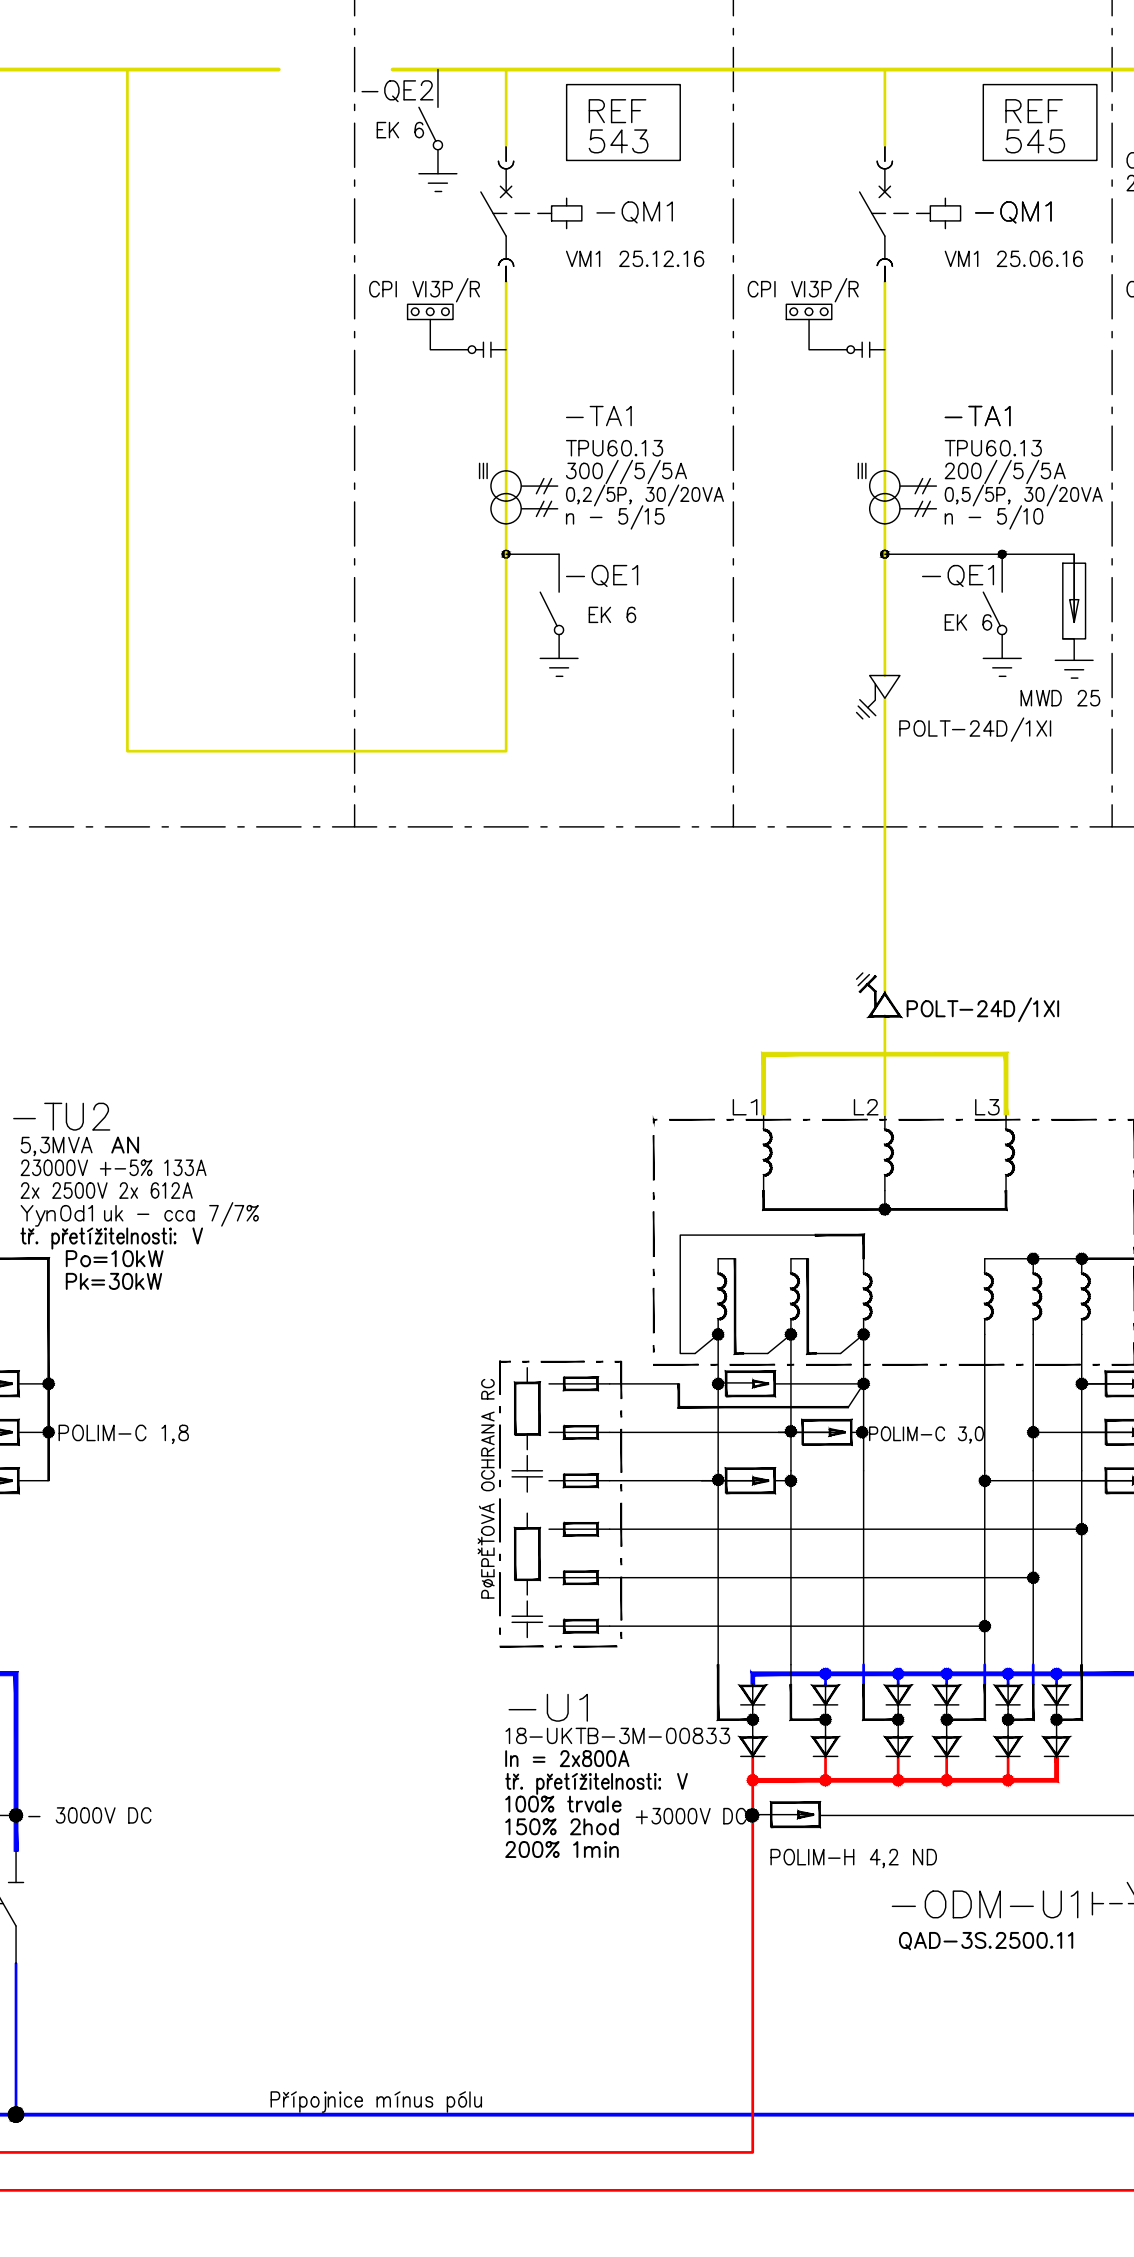 -QE2
EK 6
REF
543
REF
545
-QM1
VM1 25.12.16
-QM1
VM1 25.06.16
CPI VI3P/R
CPI VI3P/R
-TA1
TPU60.13
300//5/5A
0,2/5P, 30/20VA
n - 5/15
-TA1
TPU60.13
200//5/5A
0,5/5P, 30/20VA
n - 5/10
-QE1
EK 6
-QE1
EK 6
MWD 25
POLT-24D/1XI
POLT-24D/1XI
L1
L2
L3
-TU2
5,3MVA AN
23000V +-5% 133A
2x 2500V 2x 612A
Yyn0d1 uk - cca 7/7%
tř. přetížitelnosti: V
Po=10kW
Pk=30kW
POLIM-C 1,8
POLIM-C 3,0
PøEPĚŤOVÁ OCHRANA RC
-U1
18-UKTB-3M-00833
In = 2x800A
tř. přetížitelnosti: V
100% trvale
150% 2hod
200% 1min
+3000V DC
- 3000V DC
POLIM-H 4,2 ND
-ODM-U1
QAD-3S.2500.11
Přípojnice mínus pólu